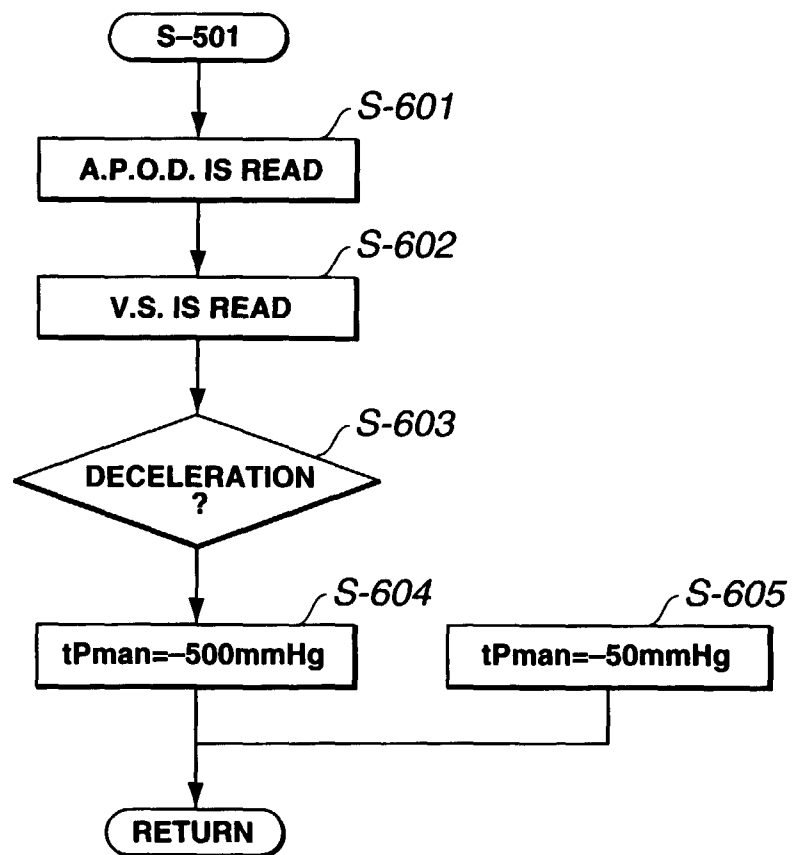 S–501
S-601
A.P.O.D. IS READ
S-602
V.S. IS READ
S-603
DECELERATION
?
S-604
tPman=–500mmHg
S-605
tPman=–50mmHg
RETURN